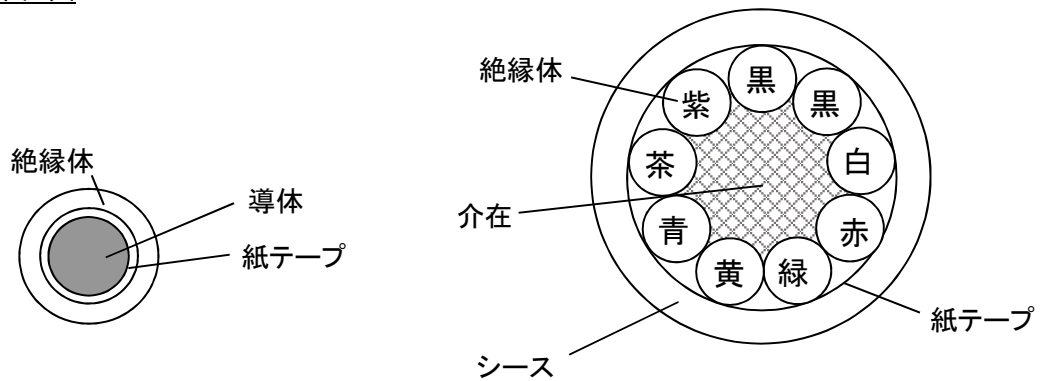 絶縁体
導体
紙テープ
絶縁体
黒
黒
紫
白
茶
赤
青
緑
黄
介在
紙テープ
シース